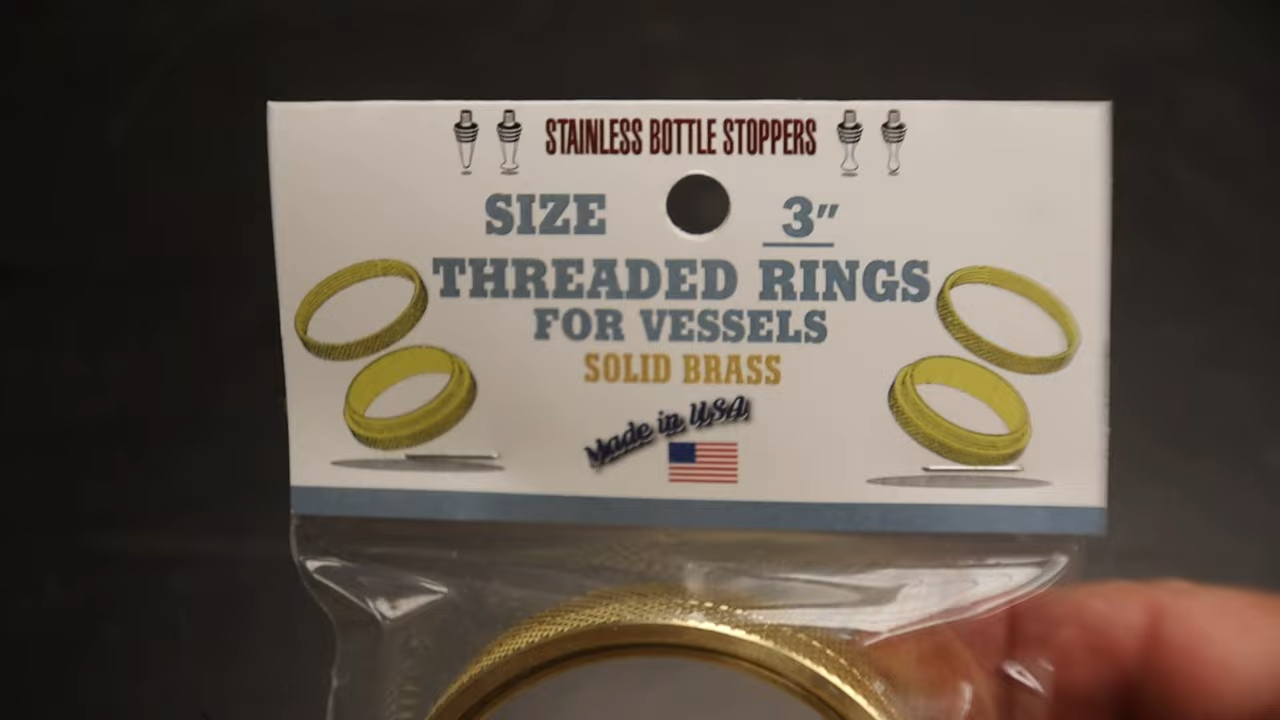 STAINLESS BOTTLE STOPPERS
SIZE 3"
THREADED RINGS
FOR VESSELS
SOLID BRASS
Made in USA